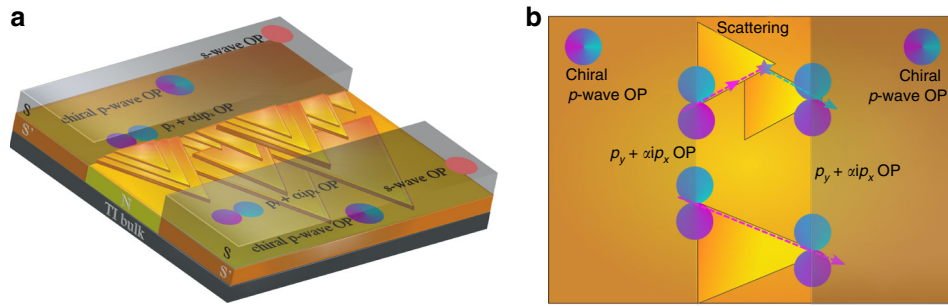 a
s-wave OP
chiral p-wave OP
p_y + αip_x OP
S
S'
N
TI bulk
s-wave OP
p_y + αip_x OP
chiral p-wave OP
S
S'
b
Scattering
Chiral
p-wave OP
Chiral
p-wave OP
p_y + αip_x OP
p_y + αip_x OP